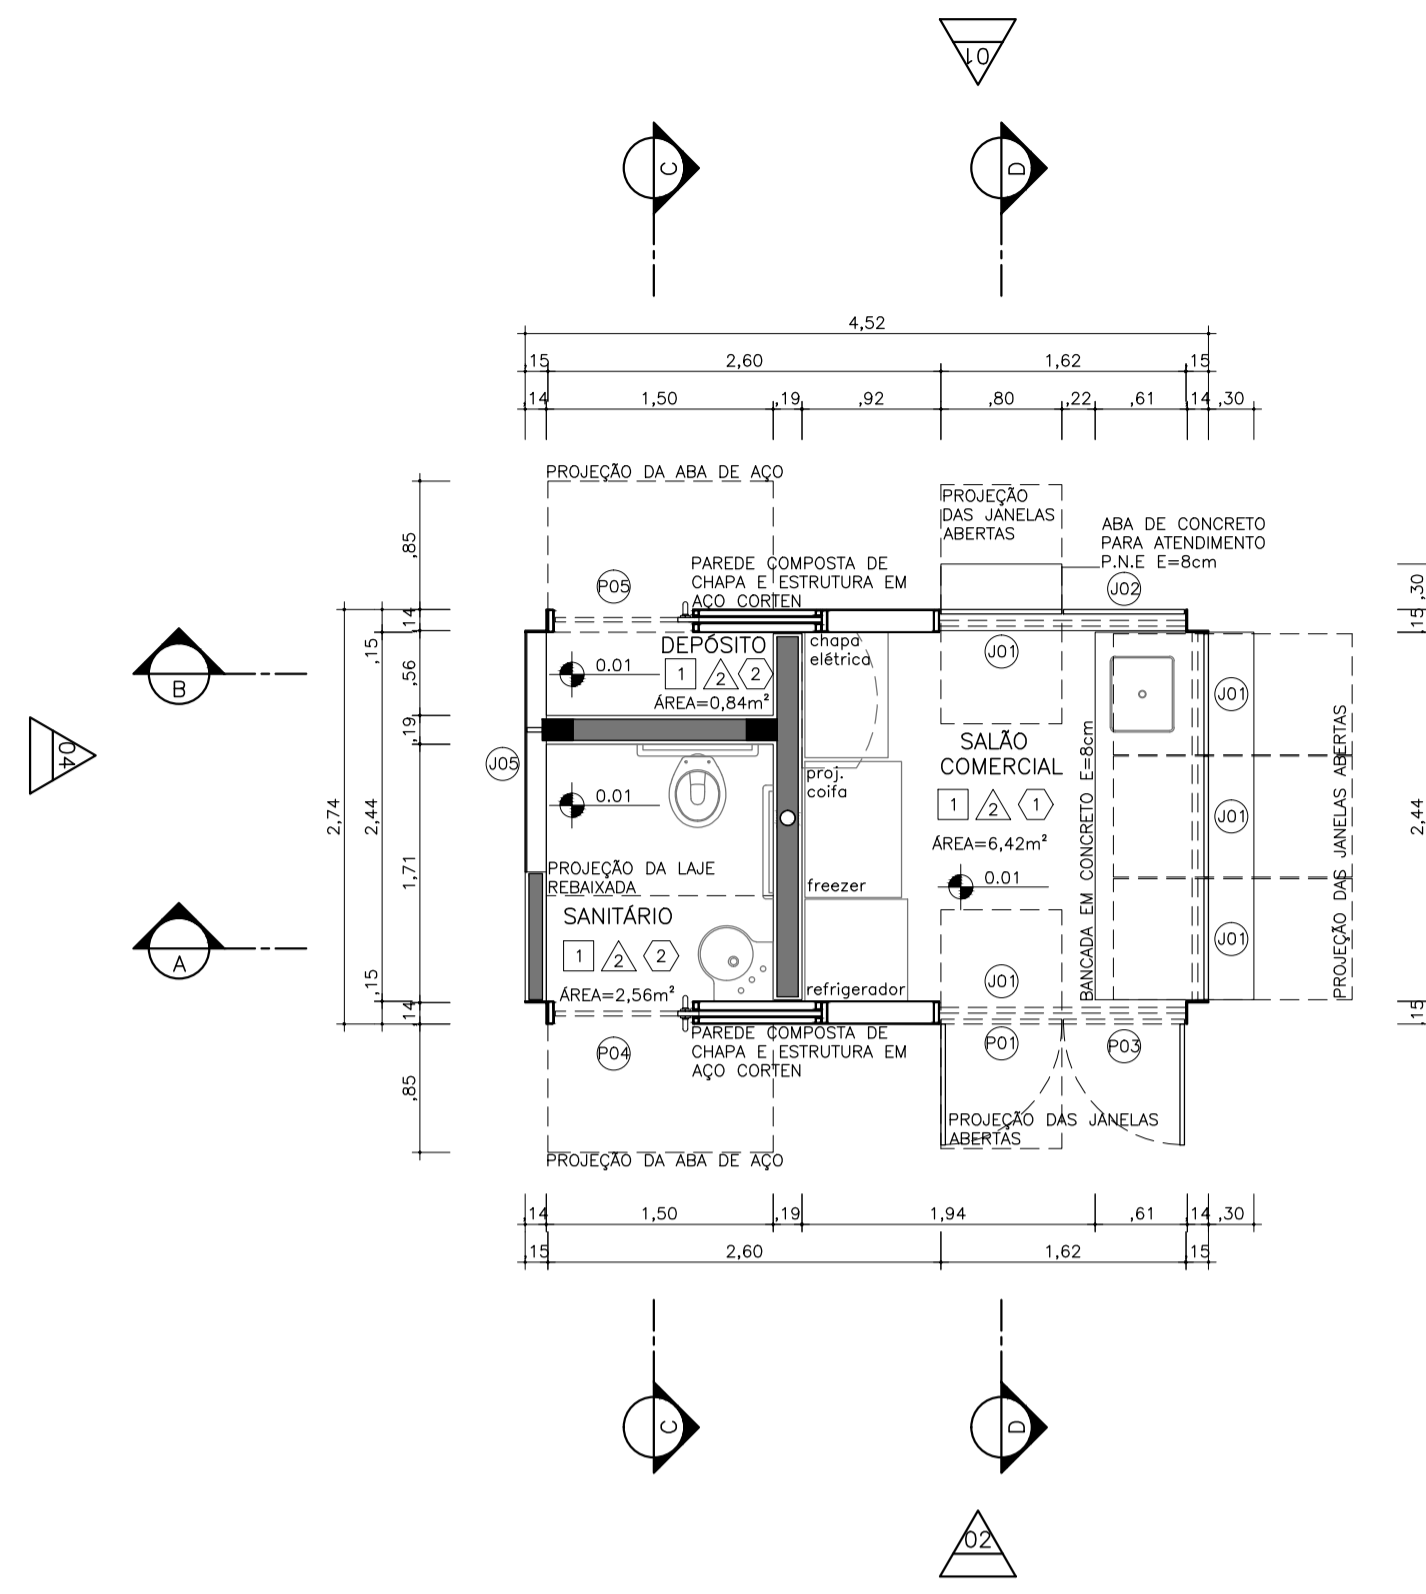 01
C
D
4,52
,15
2,60
1,62
,15
,14
1,50
,19
,92
,80
,22
,61
,14
,30
PROJEÇÃO DA ABA DE AÇO
PROJEÇÃO
DAS JANELAS
ABERTAS
ABA DE CONCRETO
PARA ATENDIMENTO
P.N.E E=8cm
,85
PAREDE COMPOSTA DE
CHAPA E ESTRUTURA EM
AÇO CORTEN
P05
J02
,30
,14
,15
,15
DEPÓSITO
chapa
elétrica
J01
B
0.01
1
2
2
,56
ÁREA=0,84m²
J01
,19
04
J05
SALÃO
COMERCIAL
proj.
coifa
0.01
1
2
1
2,74
2,44
J01
2,44
ÁREA=6,42m²
1,71
PROJEÇÃO DA LAJE
REBAIXADA
freezer
0.01
BANCADA EM CONCRETO E=8cm
PROJEÇÃO DAS JANELAS ABERTAS
SANITÁRIO
J01
A
1
2
2
,15
ÁREA=2,56m²
refrigerador
J01
,14
,15
PAREDE COMPOSTA DE
CHAPA E ESTRUTURA EM
AÇO CORTEN
P04
P01
P03
,85
PROJEÇÃO DAS JANELAS
ABERTAS
PROJEÇÃO DA ABA DE AÇO
,14
1,50
,19
1,94
,61
,14
,30
,15
2,60
1,62
,15
C
D
02